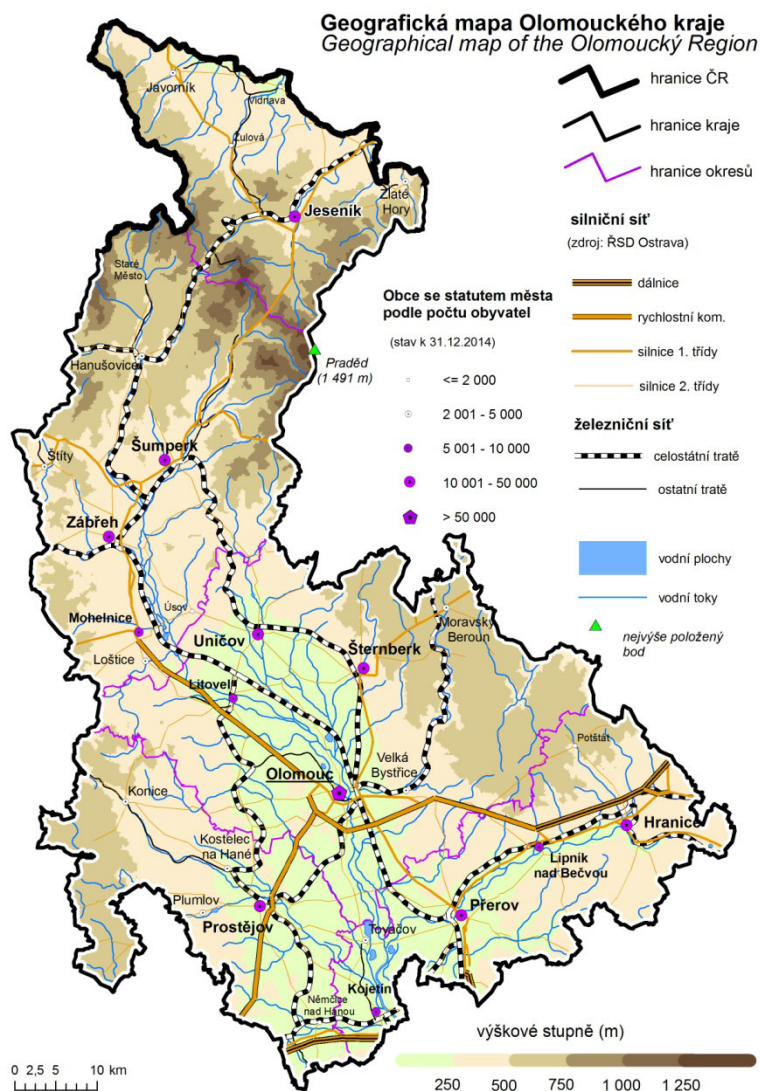 Geografická mapa Olomouckého kraje
Geographical map of the Olomoucký Region
hranice ČR
hranice kraje
hranice okresů
silniční síť
(zdroj: ŘSD Ostrava)
dálnice
rychlostní kom.
silnice 1. třídy
silnice 2. třídy
železniční síť
celostátní tratě
ostatní tratě
vodní plochy
vodní toky
nejvýše položený
bod
Obce se statutem města
podle počtu obyvatel
(stav k 31.12.2014)
<= 2 000
2 001 - 5 000
5 001 - 10 000
10 001 - 50 000
> 50 000
Javorník
Vidnava
Žulová
Zlaté
Hory
Jeseník
Staré
Město
Praděd
(1 491 m)
Hanušovice
Šumperk
Štíty
Zábřeh
Úsov
Mohelnice
Uničov
Moravský
Beroun
Šternberk
Loštice
Litovel
Potštát
Velká
Bystřice
Olomouc
Konice
Hranice
Kostelec
na Hané
Lipník
nad Bečvou
Plumlov
Přerov
Prostějov
Tovačov
Kojetín
Němčice
nad Hanou
výškové stupně (m)
0 2,5 5 10 km
250 500 750 1 000 1 250